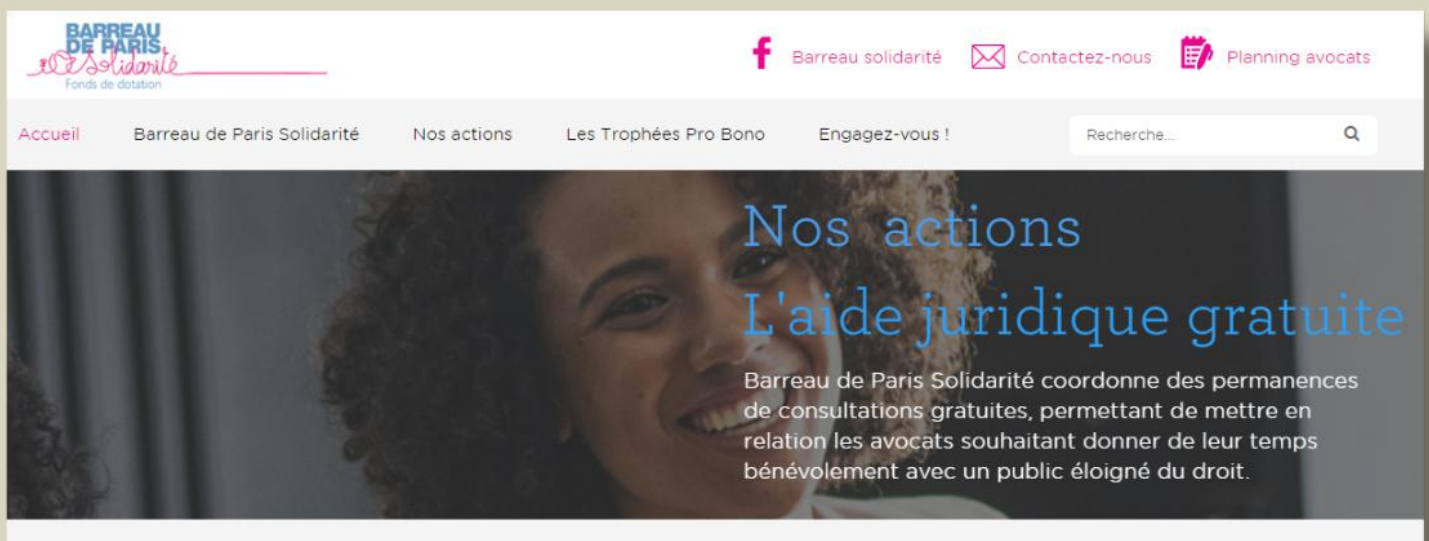 BARREAU
DE PARIS
Solidarité
Fonds de dotation
Barreau solidarité
Contactez-nous
Planning avocats
Accueil
Barreau de Paris Solidarité
Nos actions
Les Trophées Pro Bono
Engagez-vous !
Recherche...
Nos actions
L'aide juridique gratuite
Barreau de Paris Solidarité coordonne des permanences
de consultations gratuites, permettant de mettre en
relation les avocats souhaitant donner de leur temps
bénévolement avec un public éloigné du droit.